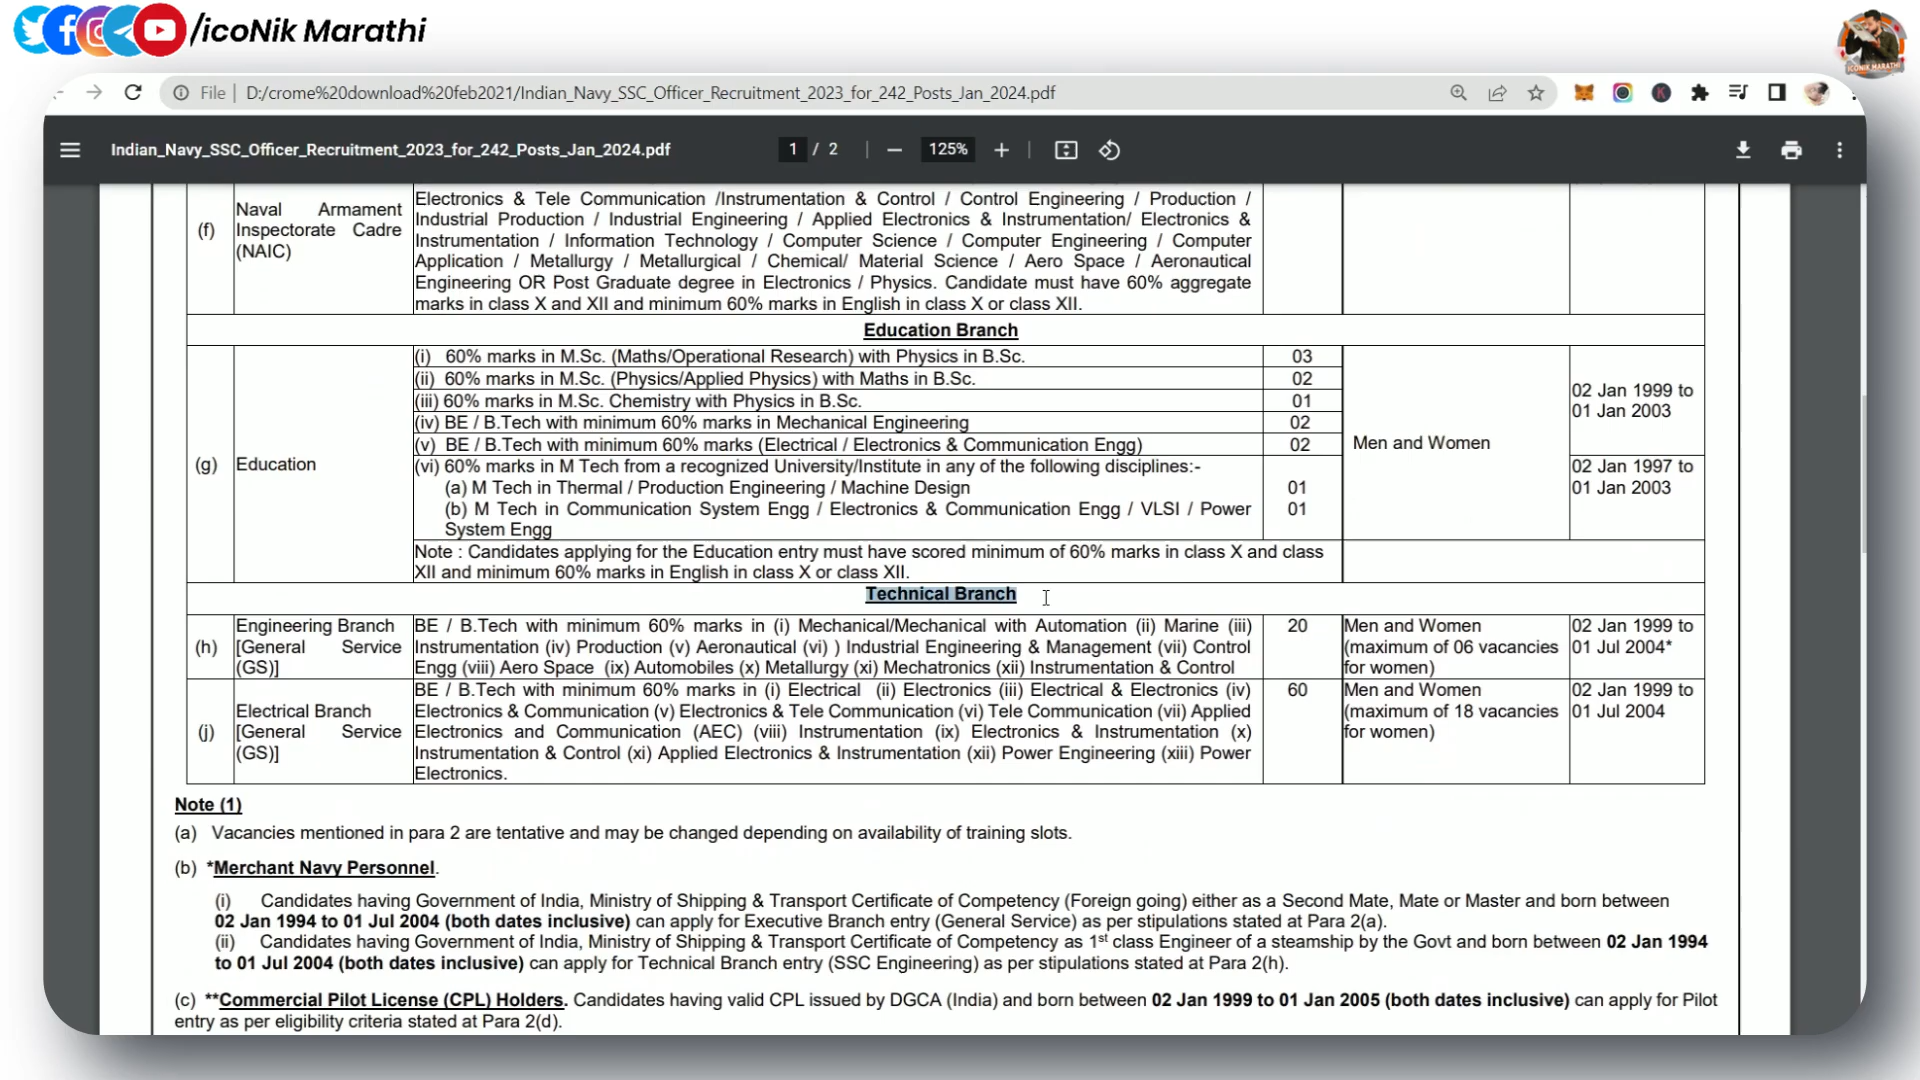 /icoNik Marathi
File | D:/crome%20download%20feb2021/Indian_Navy_SSC_Officer_Recruitment_2023_for_242_Posts_Jan_2024.pdf
Indian_Navy_SSC_Officer_Recruitment_2023_for_242_Posts_Jan_2024.pdf
1 / 2
125%
(f)
Naval Armament
Inspectorate Cadre
(NAIC)
Electronics & Tele Communication /Instrumentation & Control / Control Engineering / Production /
Industrial Production / Industrial Engineering / Applied Electronics & Instrumentation/ Electronics &
Instrumentation / Information Technology / Computer Science / Computer Engineering / Computer
Application / Metallurgy / Metallurgical / Chemical/ Material Science / Aero Space / Aeronautical
Engineering OR Post Graduate degree in Electronics / Physics. Candidate must have 60% aggregate
marks in class X and XII and minimum 60% marks in English in class X or class XII.
Education Branch
(g)
Education
(i) 60% marks in M.Sc. (Maths/Operational Research) with Physics in B.Sc. 03
(ii) 60% marks in M.Sc. (Physics/Applied Physics) with Maths in B.Sc. 02
(iii) 60% marks in M.Sc. Chemistry with Physics in B.Sc. 01
(iv) BE / B.Tech with minimum 60% marks in Mechanical Engineering 02
(v) BE / B.Tech with minimum 60% marks (Electrical / Electronics & Communication Engg) 02
(vi) 60% marks in M Tech from a recognized University/Institute in any of the following disciplines:-
(a) M Tech in Thermal / Production Engineering / Machine Design 01
(b) M Tech in Communication System Engg / Electronics & Communication Engg / VLSI / Power 01
System Engg
Men and Women
02 Jan 1999 to
01 Jan 2003
02 Jan 1997 to
01 Jan 2003
Note : Candidates applying for the Education entry must have scored minimum of 60% marks in class X and class
XII and minimum 60% marks in English in class X or class XII.
Technical Branch
(h)
Engineering Branch
[General Service
(GS)]
BE / B.Tech with minimum 60% marks in (i) Mechanical/Mechanical with Automation (ii) Marine (iii)
Instrumentation (iv) Production (v) Aeronautical (vi) ) Industrial Engineering & Management (vii) Control
Engg (viii) Aero Space (ix) Automobiles (x) Metallurgy (xi) Mechatronics (xii) Instrumentation & Control
20
Men and Women
(maximum of 06 vacancies
for women)
02 Jan 1999 to
01 Jul 2004*
(j)
Electrical Branch
[General Service
(GS)]
BE / B.Tech with minimum 60% marks in (i) Electrical (ii) Electronics (iii) Electrical & Electronics (iv)
Electronics & Communication (v) Electronics & Tele Communication (vi) Tele Communication (vii) Applied
Electronics and Communication (AEC) (viii) Instrumentation (ix) Electronics & Instrumentation (x)
Instrumentation & Control (xi) Applied Electronics & Instrumentation (xii) Power Engineering (xiii) Power
Electronics.
60
Men and Women
(maximum of 18 vacancies
for women)
02 Jan 1999 to
01 Jul 2004
Note (1)
(a) Vacancies mentioned in para 2 are tentative and may be changed depending on availability of training slots.
(b) *Merchant Navy Personnel.
(i) Candidates having Government of India, Ministry of Shipping & Transport Certificate of Competency (Foreign going) either as a Second Mate, Mate or Master and born between
02 Jan 1994 to 01 Jul 2004 (both dates inclusive) can apply for Executive Branch entry (General Service) as per stipulations stated at Para 2(a).
(ii) Candidates having Government of India, Ministry of Shipping & Transport Certificate of Competency as 1st class Engineer of a steamship by the Govt and born between 02 Jan 1994
to 01 Jul 2004 (both dates inclusive) can apply for Technical Branch entry (SSC Engineering) as per stipulations stated at Para 2(h).
(c) **Commercial Pilot License (CPL) Holders. Candidates having valid CPL issued by DGCA (India) and born between 02 Jan 1999 to 01 Jan 2005 (both dates inclusive) can apply for Pilot
entry as per eligibility criteria stated at Para 2(d).